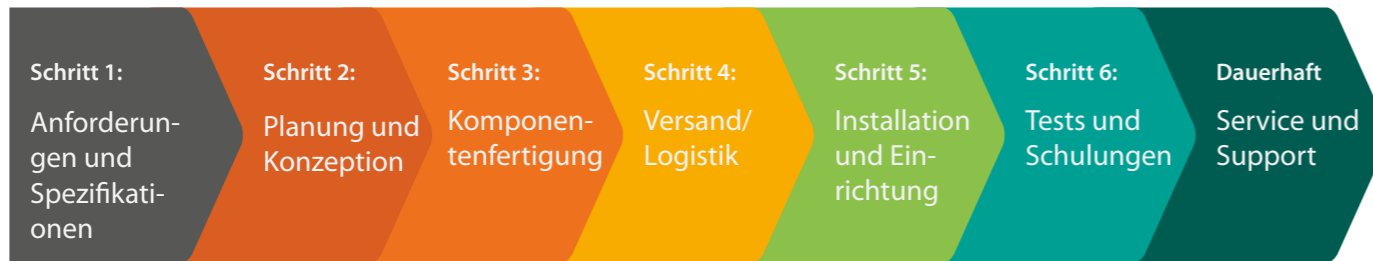 Schritt 1:
Anforderun-
gen und
Spezifikati-
onen
Schritt 2:
Planung und
Konzeption
Schritt 3:
Komponen-
tenfertigung
Schritt 4:
Versand/
Logistik
Schritt 5:
Installation
und Ein-
richtung
Schritt 6:
Tests und
Schulungen
Dauerhaft
Service und
Support